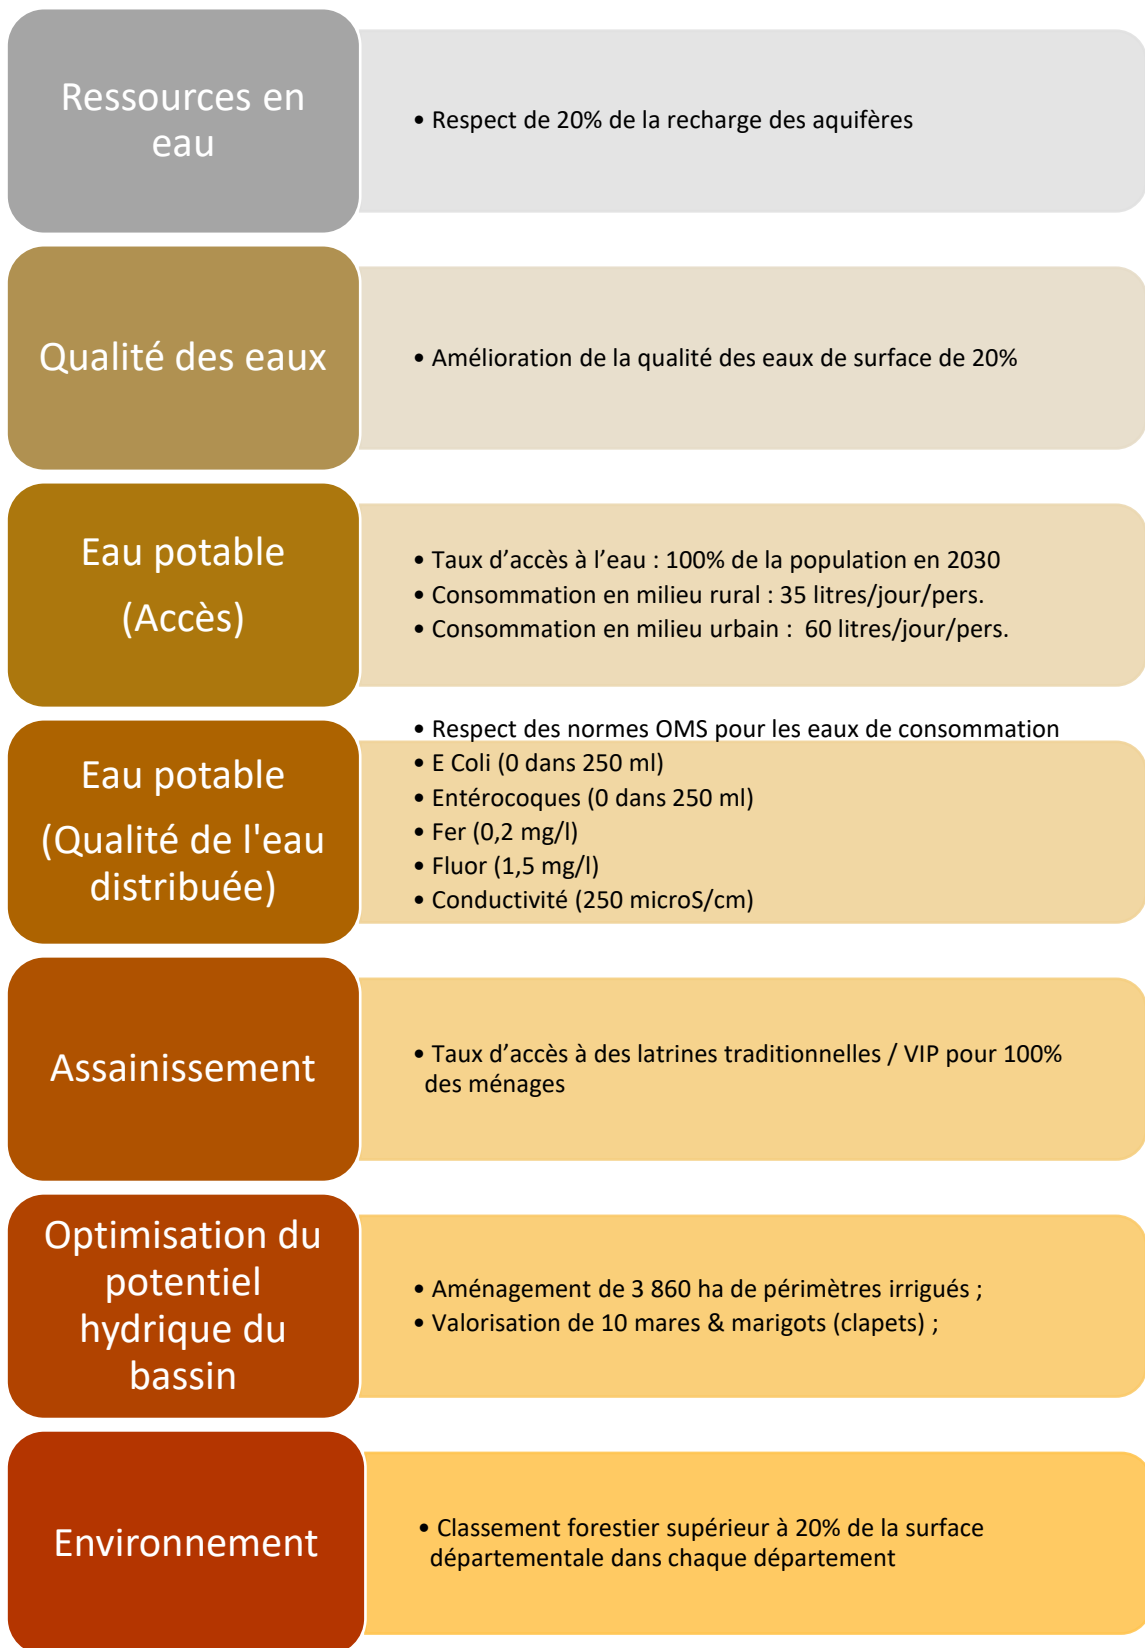 Ressources en
eau
• Respect de 20% de la recharge des aquifères
Qualité des eaux
• Amélioration de la qualité des eaux de surface de 20%
Eau potable
(Accès)
• Taux d’accès à l’eau : 100% de la population en 2030
• Consommation en milieu rural : 35 litres/jour/pers.
• Consommation en milieu urbain :  60 litres/jour/pers.
Eau potable
(Qualité de l'eau
distribuée)
• Respect des normes OMS pour les eaux de consommation
• E Coli (0 dans 250 ml)
• Entérocoques (0 dans 250 ml)
• Fer (0,2 mg/l)
• Fluor (1,5 mg/l)
• Conductivité (250 microS/cm)
Assainissement
• Taux d’accès à des latrines traditionnelles / VIP pour 100%
des ménages
Optimisation du
potentiel
hydrique du
bassin
• Aménagement de 3 860 ha de périmètres irrigués ;
• Valorisation de 10 mares & marigots (clapets) ;
Environnement
• Classement forestier supérieur à 20% de la surface
départementale dans chaque département